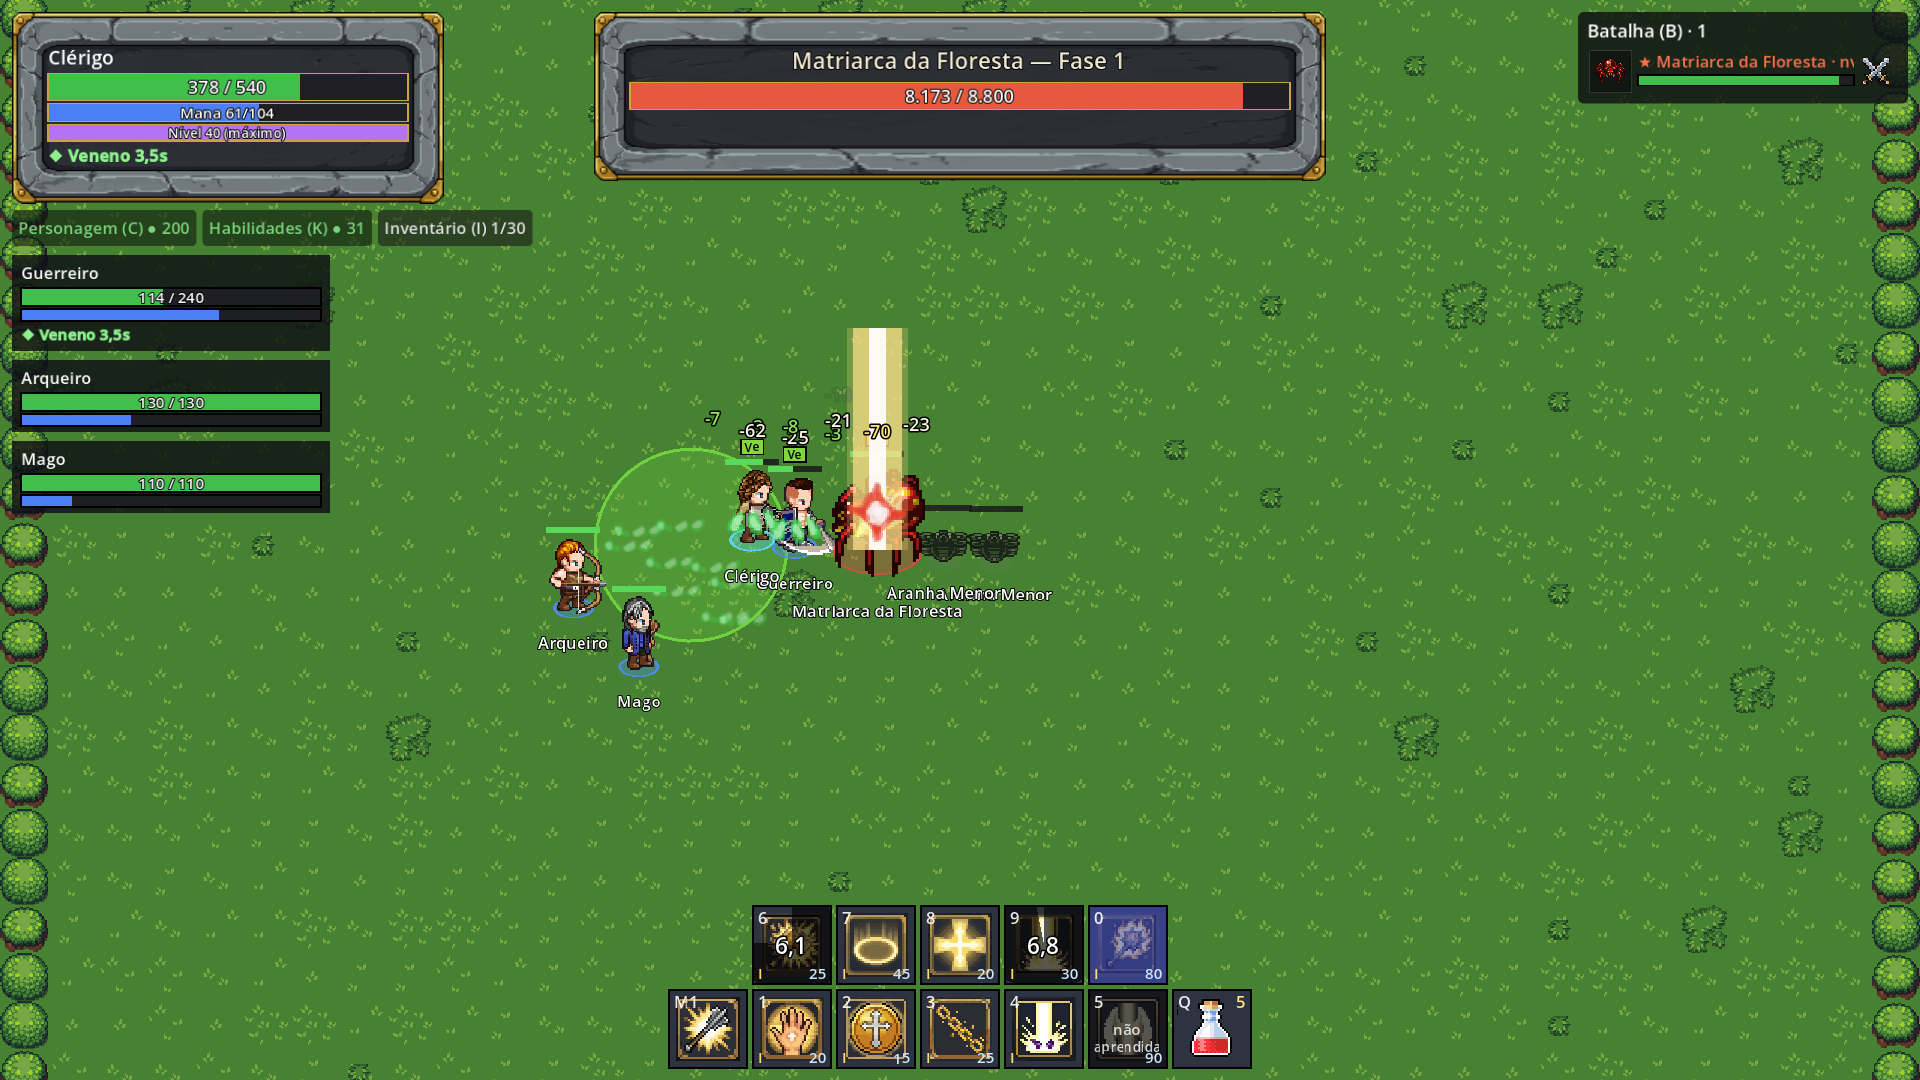 Clérigo
378 / 540
Mana 61/104
Nível 40 (máximo)
◆ Veneno 3,5s
Matriarca da Floresta — Fase 1
8.173 / 8.800
Batalha (B) · 1
★ Matriarca da Floresta ·
Personagem (C) ● 200
Habilidades (K) ● 31
Inventário (I) 1/30
Guerreiro
114 / 240
◆ Veneno 3,5s
Arqueiro
130 / 130
Mago
110 / 110
-7
-62
-8
-25
-21
-3
-70
-23
Ve
Ve
Clérigo
Guerreiro
Aranha Menor
Menor
Matriarca da Floresta
Arqueiro
Mago
6
6,1
I 25
7
I 45
8
I 20
9
6,8
I 30
0
I 80
M1
I
1
I 20
2
I 15
3
I 25
4
I
5
não
aprendida
I 90
Q 5